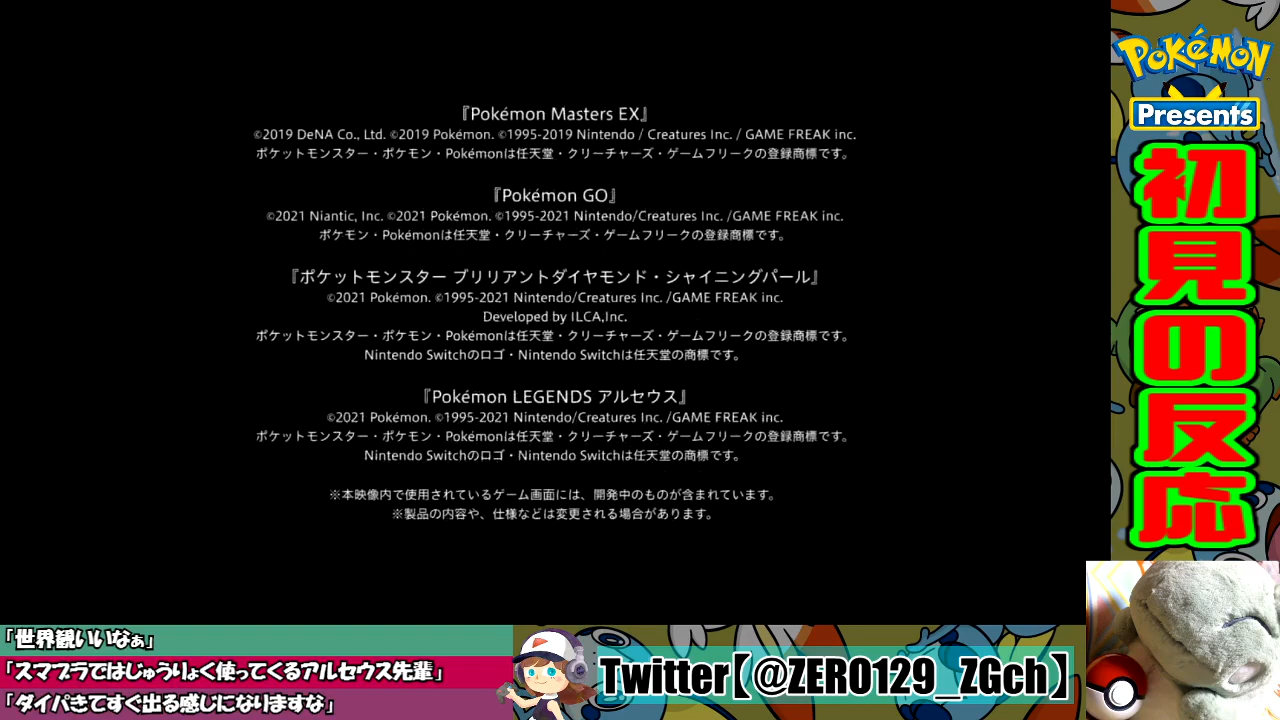 『Pokémon Masters EX』
©2019 DeNA Co., Ltd. ©2019 Pokémon. ©1995-2019 Nintendo / Creatures Inc. / GAME FREAK inc.
ポケットモンスター・ポケモン・Pokémonは任天堂・クリーチャーズ・ゲームフリークの登録商標です。
『Pokémon GO』
©2021 Niantic, Inc. ©2021 Pokémon. ©1995-2021 Nintendo/Creatures Inc. /GAME FREAK inc.
ポケモン・Pokémonは任天堂・クリーチャーズ・ゲームフリークの登録商標です。
『ポケットモンスター ブリリアントダイヤモンド・シャイニングパール』
©2021 Pokémon. ©1995-2021 Nintendo/Creatures Inc. /GAME FREAK inc.
Developed by ILCA,Inc.
ポケットモンスター・ポケモン・Pokémonは任天堂・クリーチャーズ・ゲームフリークの登録商標です。
Nintendo Switchのロゴ・Nintendo Switchは任天堂の商標です。
『Pokémon LEGENDS アルセウス』
©2021 Pokémon. ©1995-2021 Nintendo/Creatures Inc. /GAME FREAK inc.
ポケットモンスター・ポケモン・Pokémonは任天堂・クリーチャーズ・ゲームフリークの登録商標です。
Nintendo Switchのロゴ・Nintendo Switchは任天堂の商標です。
※本映像内で使用されているゲーム画面には、開発中のものが含まれています。
※製品の内容や、仕様などは変更される場合があります。
POKÉMON
Presents
初見の反応
「世界観いいなぁ」
「スマブラではじゅうりょく使ってくるアルセウス先輩」
「ダイパきてすぐ出る感じになりますな」
Twitter【@ZERO129_ZGch】